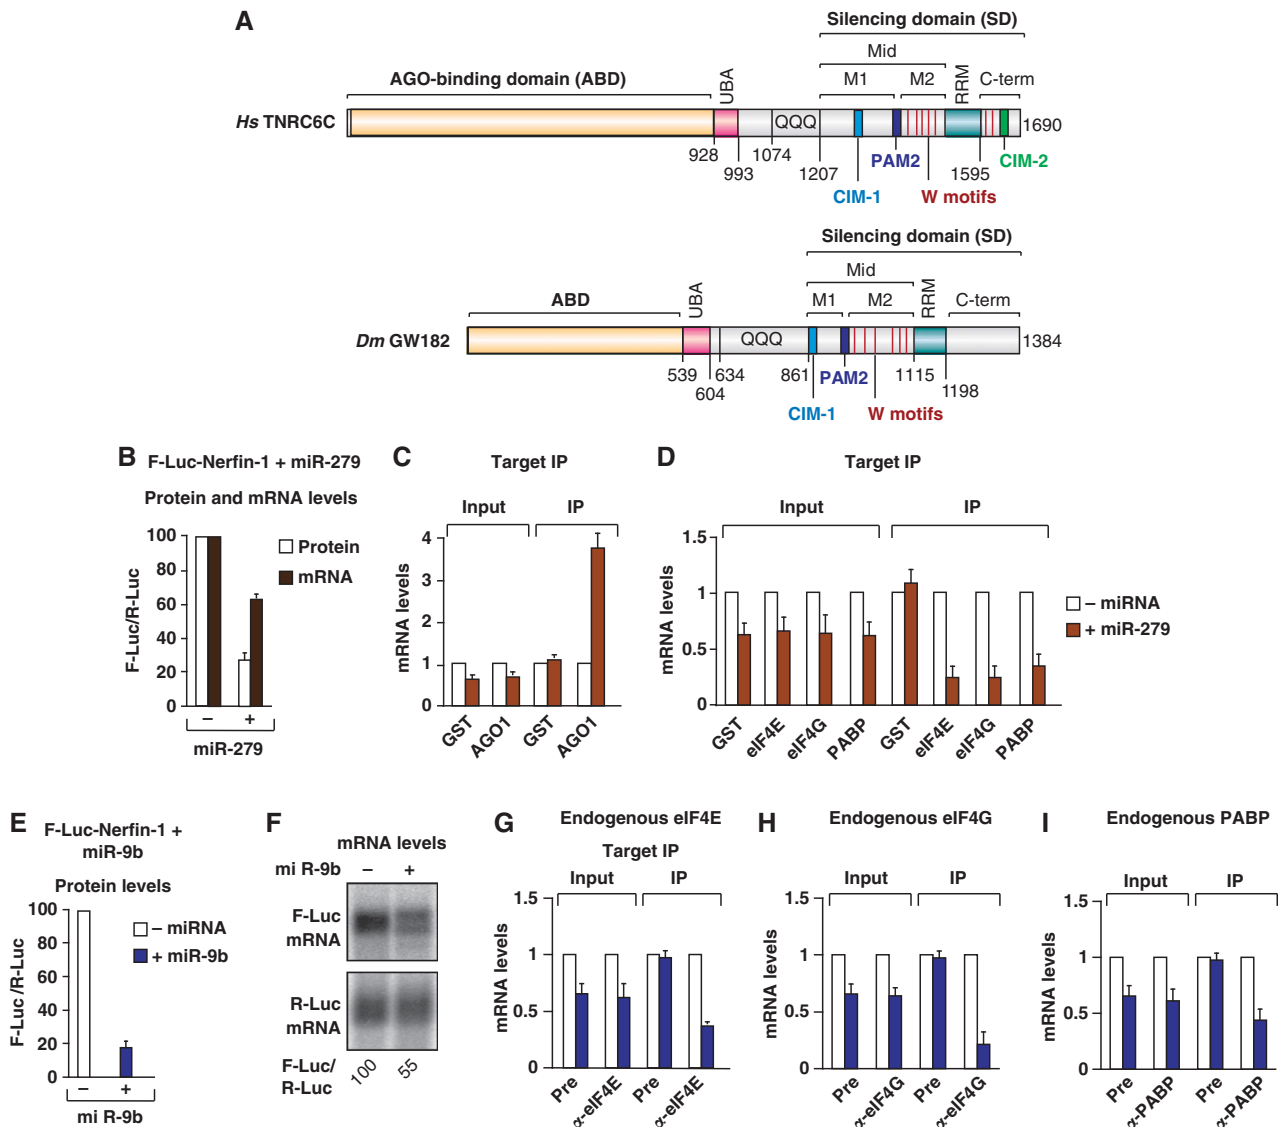 A
Silencing domain (SD)
Mid
AGO-binding domain (ABD)
UBA
M1
M2
RRM
C-term
Hs TNRC6C
QQQ
1690
928
993
1074
1207
PAM2
1595
CIM-2
CIM-1
W motifs
Silencing domain (SD)
Mid
ABD
UBA
M1
M2
RRM
C-term
Dm GW182
QQQ
1384
539
604
634
861
PAM2
1115
1198
CIM-1
W motifs
B
F-Luc-Nerfin-1 + miR-279
Protein and mRNA levels
F-Luc/R-Luc
100
80
60
40
20
0
Protein
mRNA
– +
miR-279
C
Target IP
Input
IP
mRNA levels
4
3
2
1
0
GST
AGO1
GST
AGO1
D
Target IP
Input
IP
mRNA levels
1.5
1
0.5
0
GST
eIF4E
eIF4G
PABP
GST
eIF4E
eIF4G
PABP
– miRNA
+ miR-279
E
F-Luc-Nerfin-1 +
miR-9b
Protein levels
F-Luc /R-Luc
100
80
60
40
20
0
– miRNA
+ miR-9b
– +
mi R-9b
F
mRNA levels
mi R-9b – +
F-Luc
mRNA
R-Luc
mRNA
F-Luc/
R-Luc
100
55
G
Endogenous eIF4E
Target IP
Input
IP
mRNA levels
1.5
1
0.5
0
Pre
α-eIF4E
Pre
α-eIF4E
H
Endogenous eIF4G
Input
IP
mRNA levels
1.5
1
0.5
0
Pre
α-eIF4G
Pre
α-eIF4G
I
Endogenous PABP
Input
IP
mRNA levels
1.5
1
0.5
0
Pre
α-PABP
Pre
α-PABP